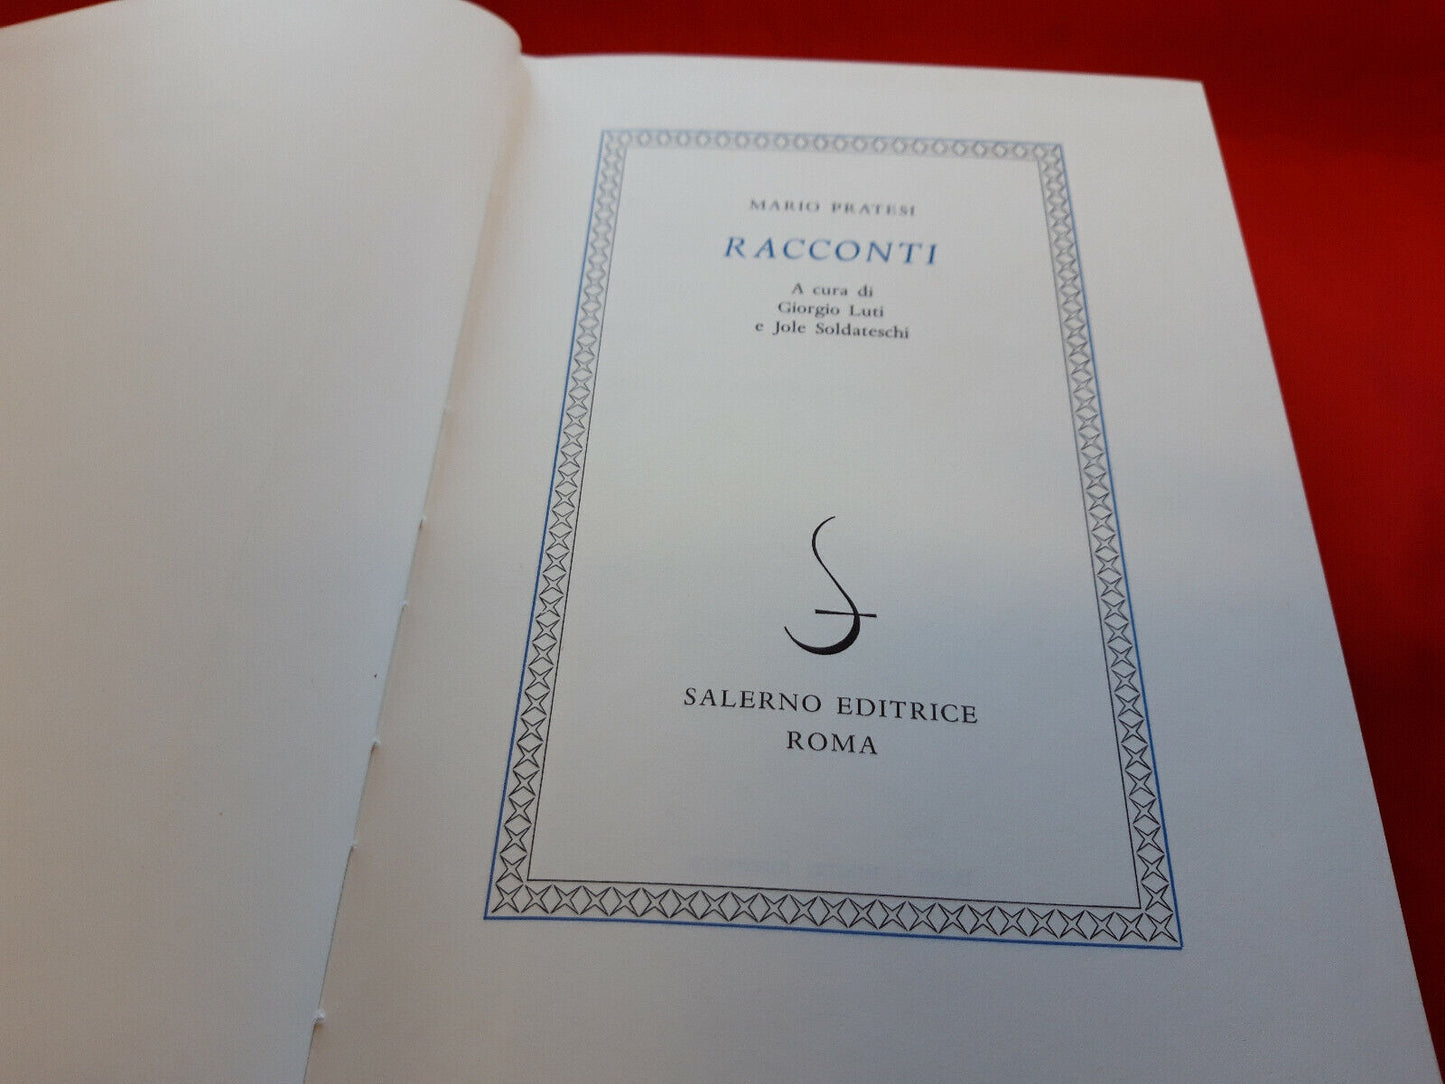 MARIO PRATESI
RACCONTI
A cura di
Giorgio Luti
e Jole Soldateschi
SALERNO EDITRICE
ROMA